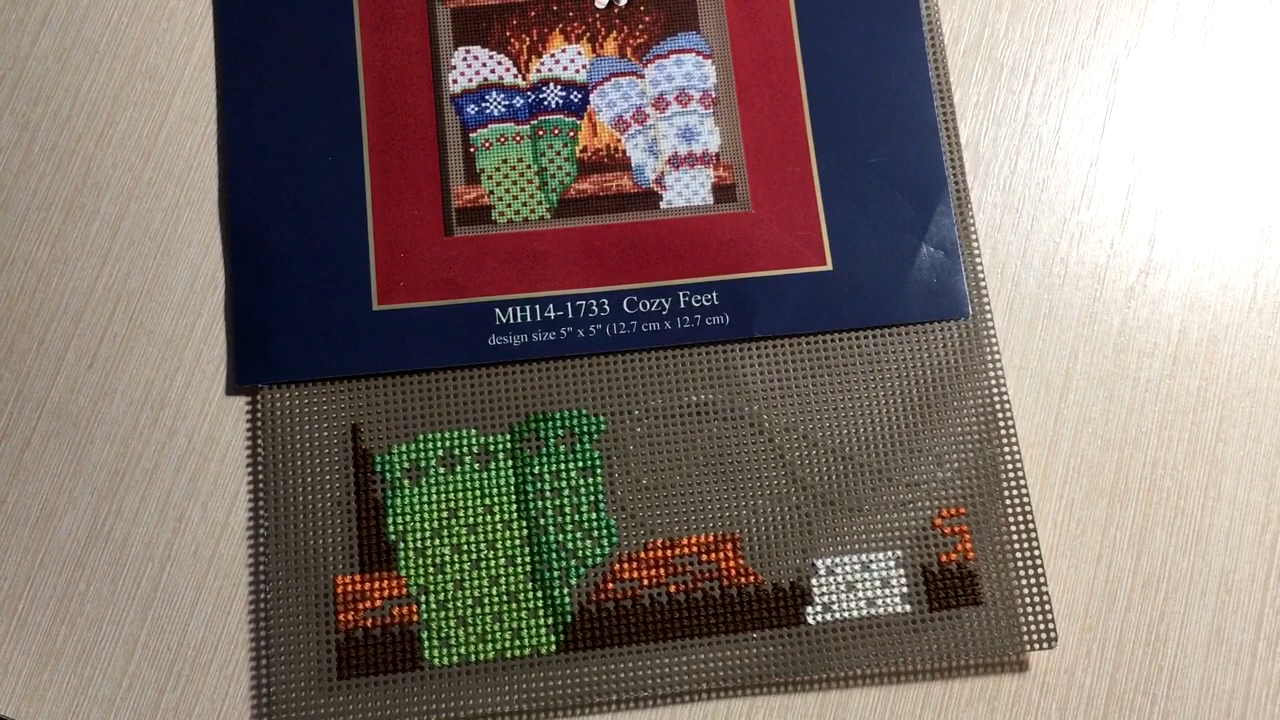 MH14-1733 Cozy Feet
design size 5" x 5" (12.7 cm x 12.7 cm)